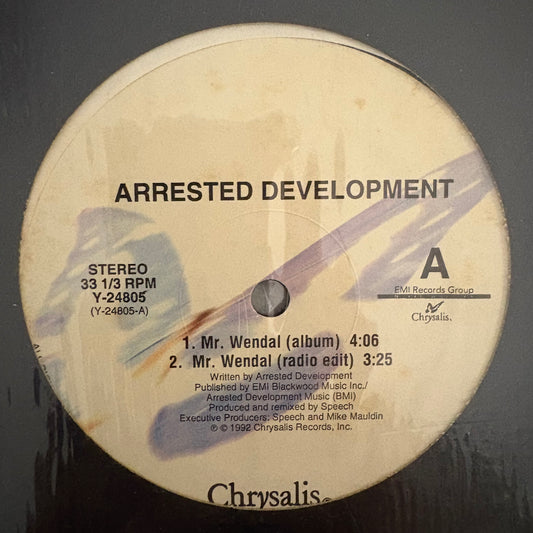 ARRESTED DEVELOPMENT
STEREO
33 1/3 RPM
Y-24805
(Y-24805-A)
A
EMI Records Group
Chrysalis.
1. Mr. Wendal (album) 4:06
2. Mr. Wendal (radio edit) 3:25
Written by Arrested Development
Published by EMI Blackwood Music Inc./
Arrested Development Music (BMI)
Produced and remixed by Speech
Executive Producers: Speech and Mike Mauldin
℗ © 1992 Chrysalis Records, Inc.
Chrysalis®